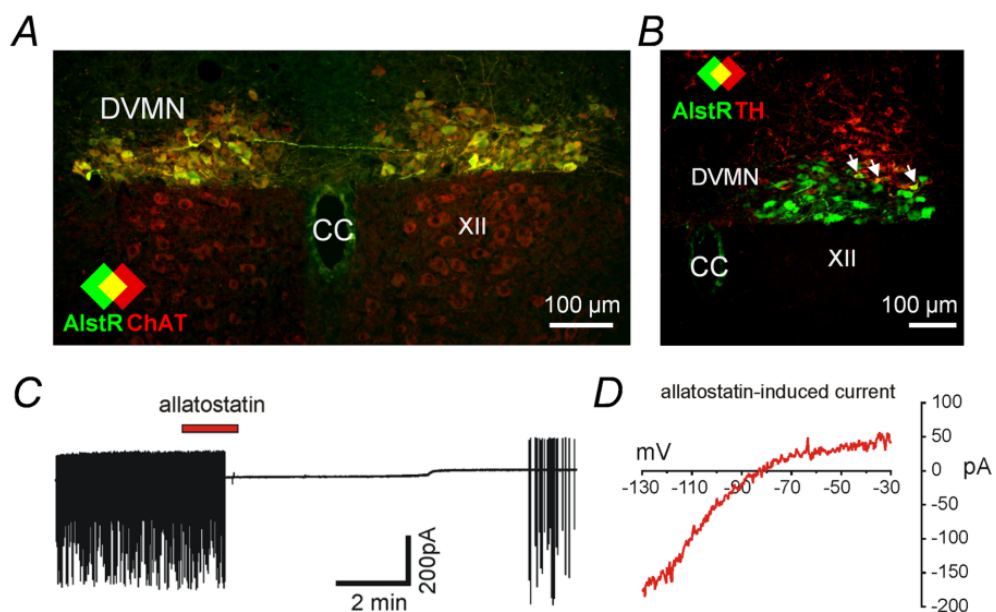 A
DVMN
CC
XII
AlstR ChAT
100 µm
B
AlstR TH
DVMN
CC
XII
100 µm
C
allatostatin
200pA
2 min
D
allatostatin-induced current
mV
pA
100
50
0
-50
-100
-150
-200
-130 -110 -90 -70 -50 -30